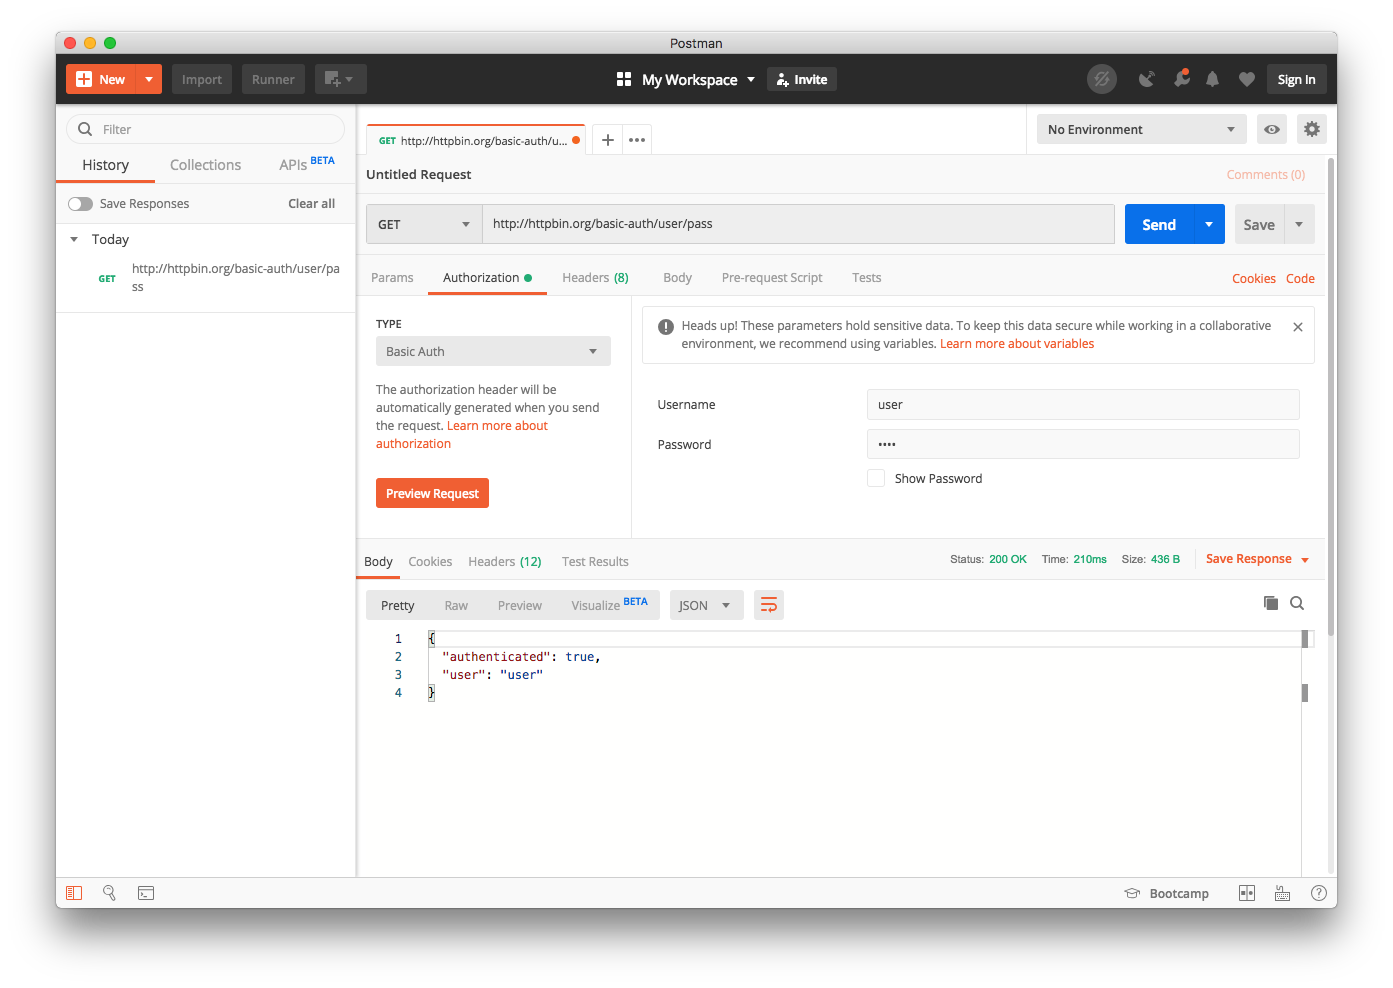 Postman
New
Import
Runner
My Workspace
Invite
Sign In
Filter
History
Collections
APIs BETA
Save Responses
Clear all
Today
GET http://httpbin.org/basic-auth/user/pa
ss
GET http://httpbin.org/basic-auth/u...
No Environment
Untitled Request
Comments (0)
GET
http://httpbin.org/basic-auth/user/pass
Send
Save
Params
Authorization
Headers (8)
Body
Pre-request Script
Tests
Cookies
Code
TYPE
Basic Auth
The authorization header will be
automatically generated when you send
the request. Learn more about
authorization
Preview Request
Heads up! These parameters hold sensitive data. To keep this data secure while working in a collaborative
environment, we recommend using variables. Learn more about variables
Username
user
Password
••••
Show Password
Body
Cookies
Headers (12)
Test Results
Status: 200 OK
Time: 210ms
Size: 436 B
Save Response
Pretty
Raw
Preview
Visualize BETA
JSON
1 {
2 "authenticated": true,
3 "user": "user"
4 }
Bootcamp